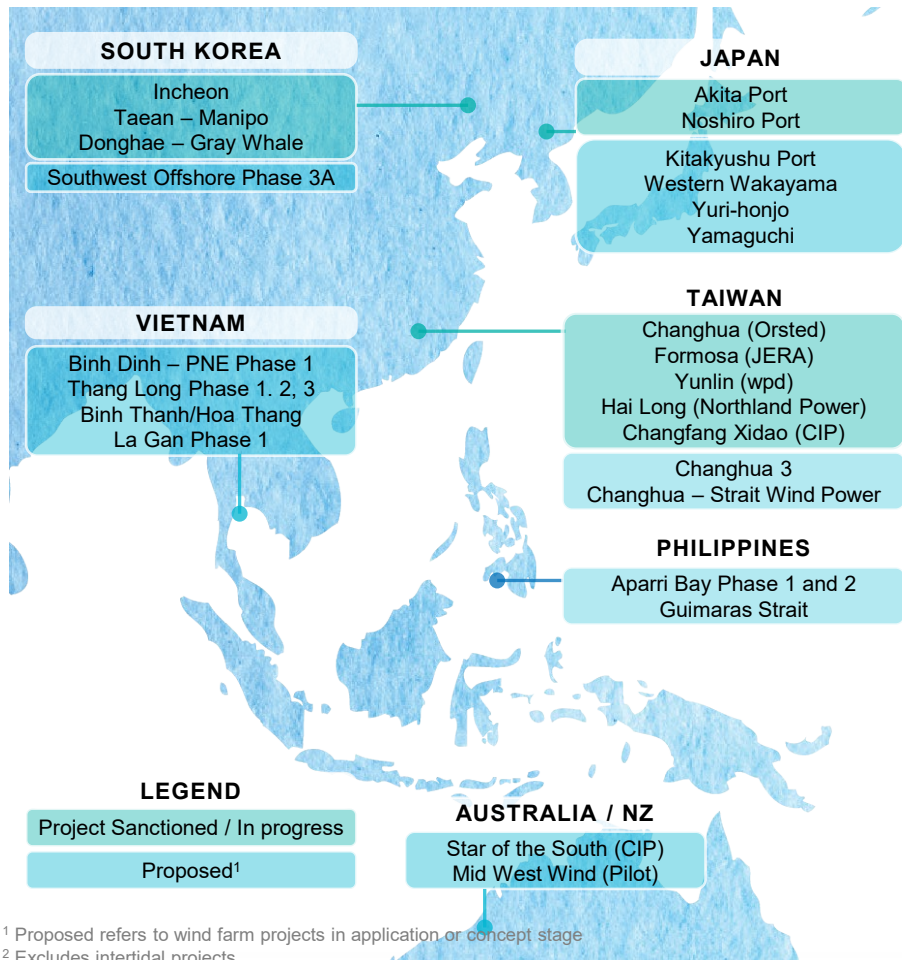 SOUTH KOREA
Incheon
Taean – Manipo
Donghae – Gray Whale
Southwest Offshore Phase 3A
JAPAN
Akita Port
Noshiro Port
Kitakyushu Port
Western Wakayama
Yuri-honjo
Yamaguchi
VIETNAM
Binh Dinh – PNE Phase 1
Thang Long Phase 1. 2, 3
Binh Thanh/Hoa Thang
La Gan Phase 1
TAIWAN
Changhua (Orsted)
Formosa (JERA)
Yunlin (wpd)
Hai Long (Northland Power)
Changfang Xidao (CIP)
Changhua 3
Changhua – Strait Wind Power
PHILIPPINES
Aparri Bay Phase 1 and 2
Guimaras Strait
LEGEND
Project Sanctioned / In progress
Proposed¹
AUSTRALIA / NZ
Star of the South (CIP)
Mid West Wind (Pilot)
¹ Proposed refers to wind farm projects in application or concept stage
² Excludes intertidal projects